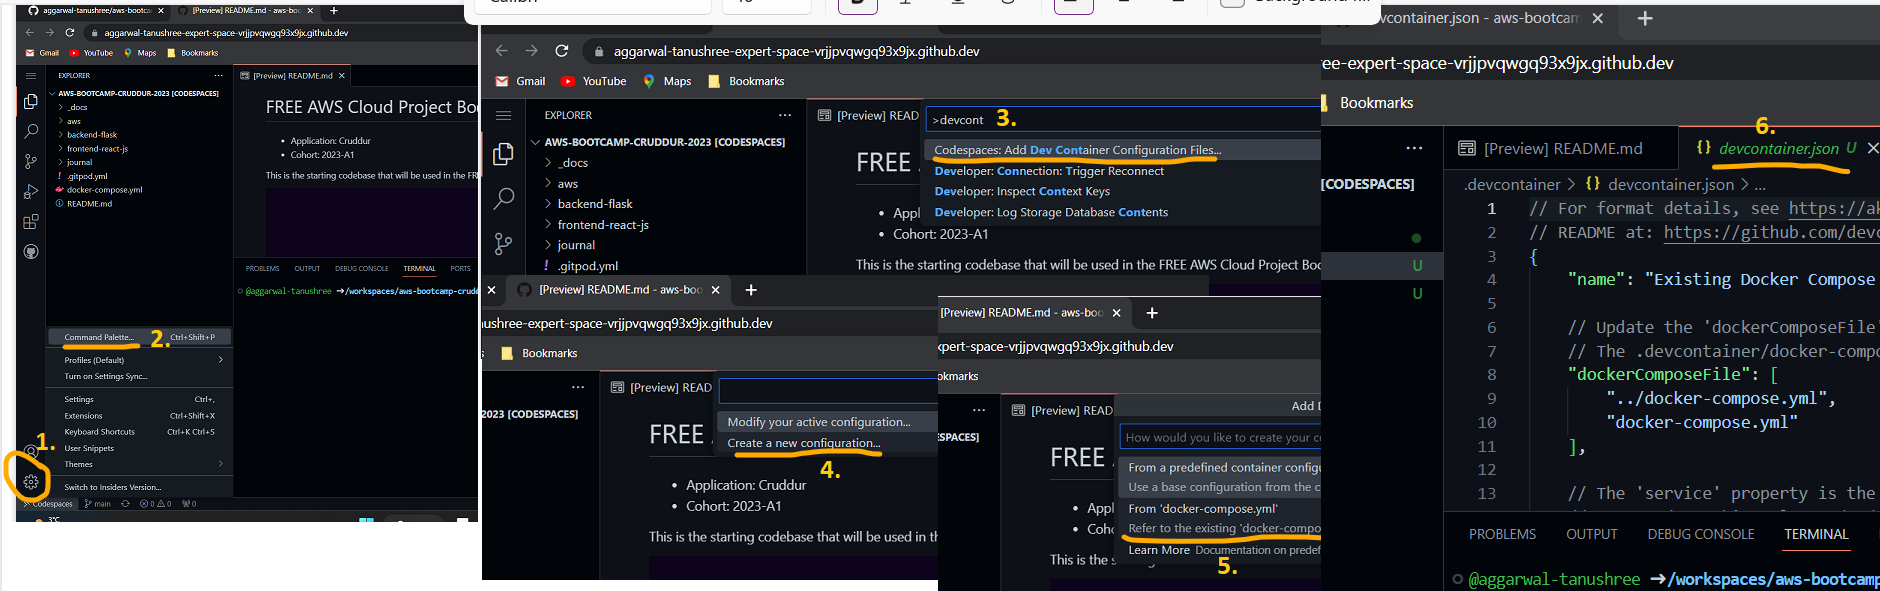 Calibri
aggarwal-tanushree/aws-bootcam
[Preview] README.md - aws-boo
aggarwal-tanushree-expert-space-vrjjpvqwgq93x9jx.github.dev
Gmail YouTube Maps Bookmarks
EXPLORER
[Preview] README.md
AWS-BOOTCAMP-CRUDDUR-2023 [CODESPACES]
_docs
aws
backend-flask
frontend-react-js
journal
.gitpod.yml
docker-compose.yml
README.md
FREE AWS Cloud Project Boo
Application: Cruddur
Cohort: 2023-A1
This is the starting codebase that will be used in the FREE
PROBLEMS OUTPUT DEBUG CONSOLE TERMINAL PORTS
@aggarwal-tanushree ➜/workspaces/aws-bootcamp-crudd
Command Palette... 2. Ctrl+Shift+P
Profiles (Default)
Turn on Settings Sync...
Settings Ctrl+,
Extensions Ctrl+Shift+X
Keyboard Shortcuts Ctrl+K Ctrl+S
User Snippets
Themes
Switch to Insiders Version...
1.
Codespaces main 0 0 0
3°C
aggarwal-tanushree-expert-space-vrjjpvqwgq93x9jx.github.dev
Gmail YouTube Maps Bookmarks
EXPLORER
[Preview] READ
AWS-BOOTCAMP-CRUDDUR-2023 [CODESPACES]
_docs
aws
backend-flask
frontend-react-js
journal
.gitpod.yml
>devcont 3.
Codespaces: Add Dev Container Configuration Files...
Developer: Connection: Trigger Reconnect
Developer: Inspect Context Keys
Developer: Log Storage Database Contents
FREE
Appl
Cohort: 2023-A1
This is the starting codebase that will be used in the FREE AWS Cloud Project Boo
[Preview] README.md - aws-boo
nushree-expert-space-vrjjpvqwgq93x9jx.github.dev
Bookmarks
[Preview] READ
2023 [CODESPACES]
Modify your active configuration...
Create a new configuration...
4.
FREE
Application: Cruddur
Cohort: 2023-A1
This is the starting codebase that will be used in th
[Preview] README.md - aws-boo
xpert-space-vrjjpvqwgq93x9jx.github.dev
okmarks
[Preview] READ
SPACES]
Add D
How would you like to create your co
From a predefined container configu
Use a base configuration from the c
From 'docker-compose.yml'
Refer to the existing 'docker-compo
Learn More Documentation on predef
5.
FREE
Appl
Coho
This is the s
devcontainer.json - aws-bootcam
ree-expert-space-vrjjpvqwgq93x9jx.github.dev
Bookmarks
6.
[Preview] README.md
{} devcontainer.json U
[CODESPACES]
.devcontainer > {} devcontainer.json > ...
U
U
1 // For format details, see https://ak
2 // README at: https://github.com/devc
3 {
4 "name": "Existing Docker Compose
5
6 // Update the 'dockerComposeFile'
7 // The .devcontainer/docker-compo
8 "dockerComposeFile": [
9 "../docker-compose.yml",
10 "docker-compose.yml"
11 ],
12
13 // The 'service' property is the
PROBLEMS OUTPUT DEBUG CONSOLE TERMINAL
@aggarwal-tanushree ➜/workspaces/aws-bootcamp